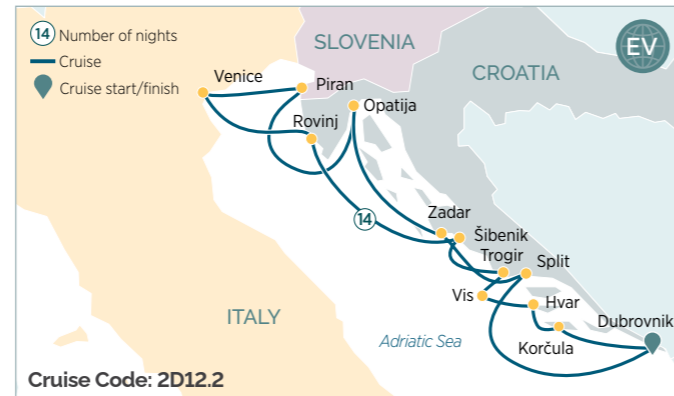 14 Number of nights
Cruise
Cruise start/finish
SLOVENIA
CROATIA
EV
Venice
Piran
Opatija
Rovinj
14
Zadar
Šibenik
Trogir
Split
Vis
Hvar
Dubrovnik
Korčula
ITALY
Adriatic Sea
Cruise Code: 2D12.2